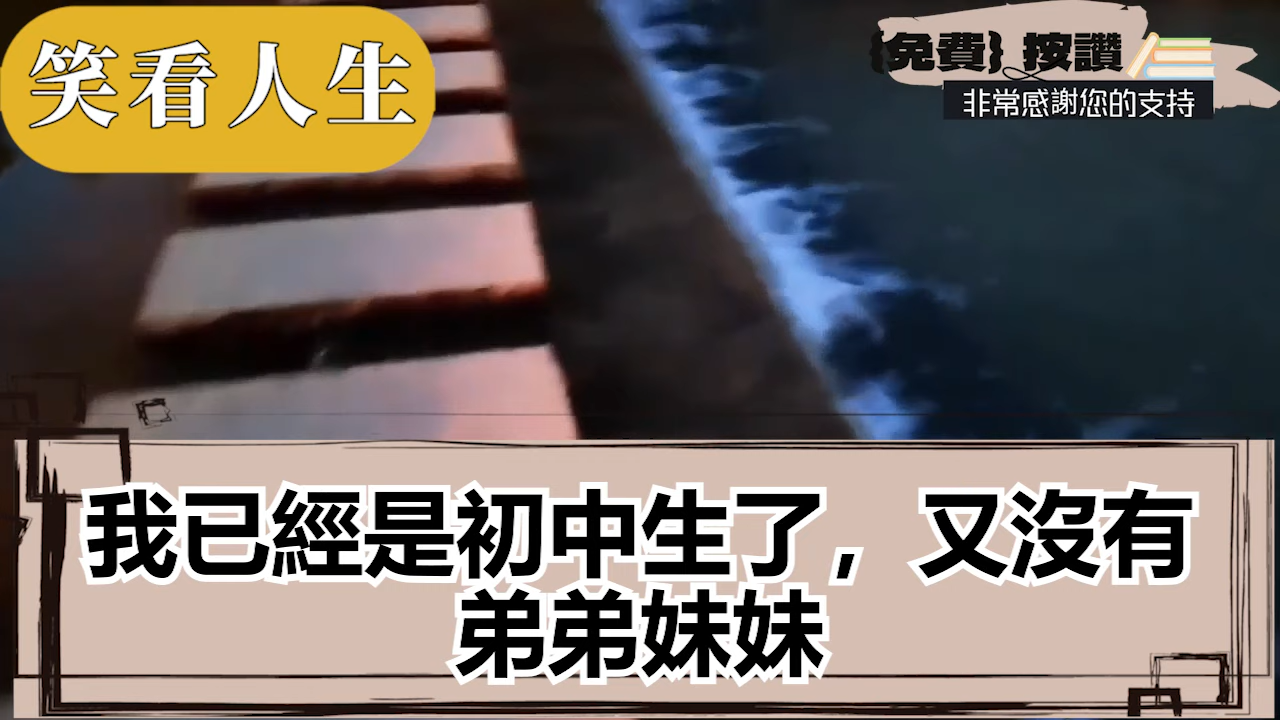 笑看人生
{免費} 按讚
非常感謝您的支持
我已經是初中生了，又沒有
弟弟妹妹